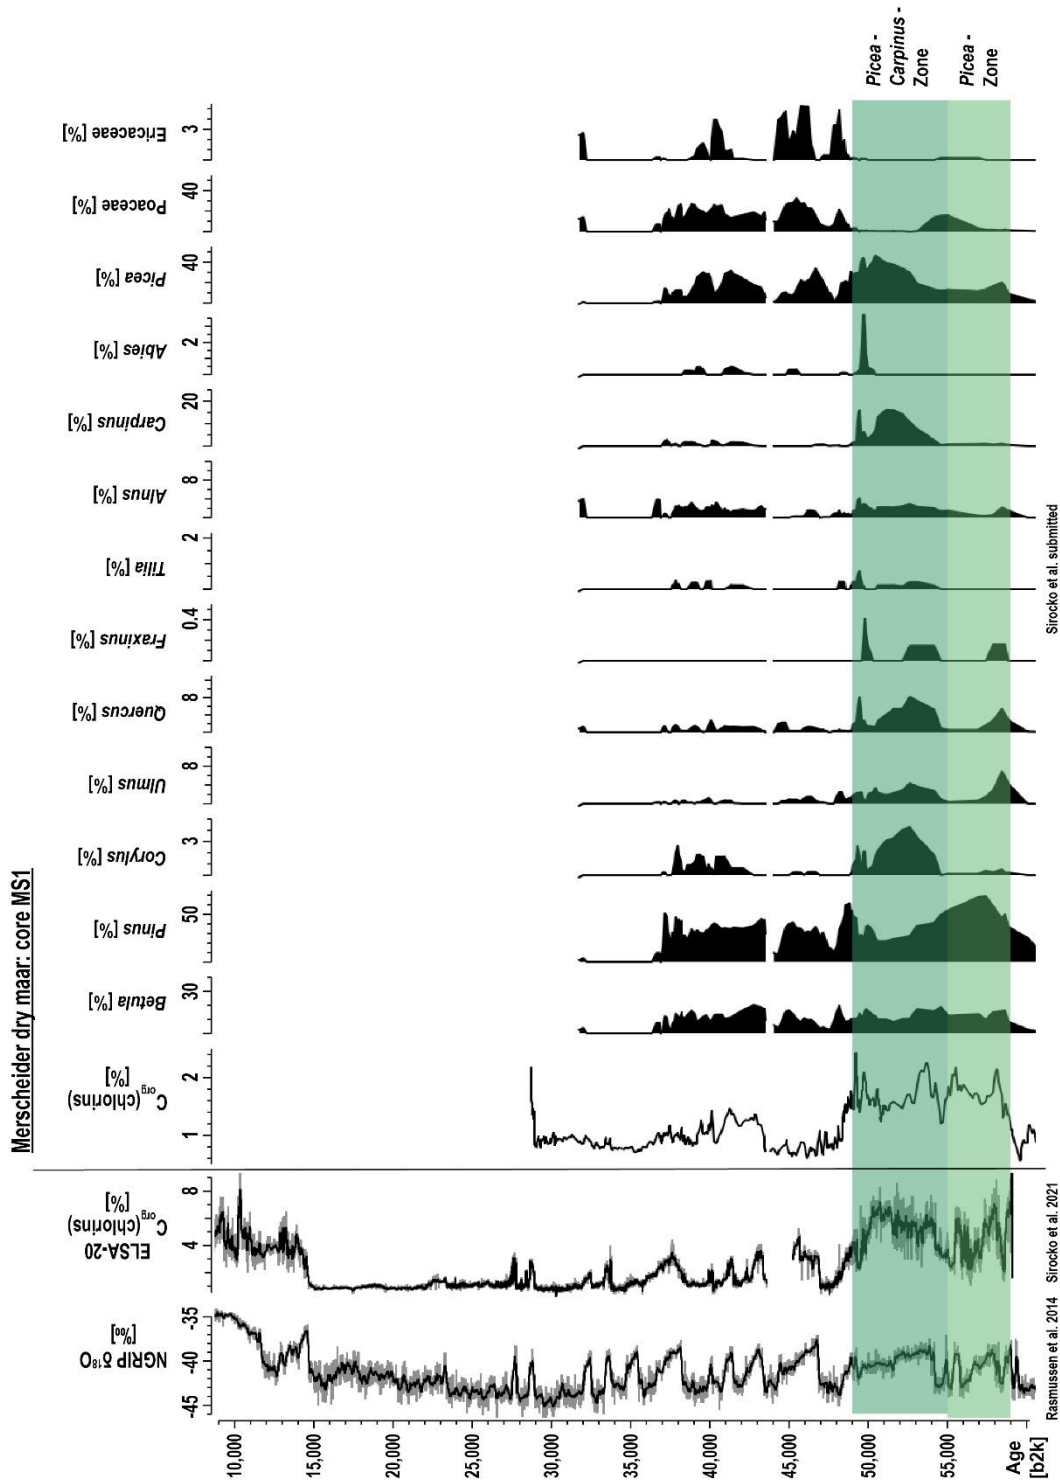 Merscheider dry maar: core MS1
NGRIP δ¹⁸O
[‰]
-45
-40
-35
ELSA-20
Corg(chlorins)
[%]
4
8
Corg(chlorins)
[%]
1
2
Betula [%]
30
Pinus [%]
50
Corylus [%]
3
Ulmus [%]
8
Quercus [%]
8
Fraxinus [%]
0.4
Tilia [%]
2
Alnus [%]
8
Carpinus [%]
20
Abies [%]
2
Picea [%]
40
Poaceae [%]
40
Ericaceae [%]
3
10,000
15,000
20,000
25,000
30,000
35,000
40,000
45,000
50,000
55,000
Age
[b2k]
Picea -
Carpinus -
Zone
Picea -
Zone
Rasmussen et al. 2014
Sirocko et al. 2021
Sirocko et al. submitted